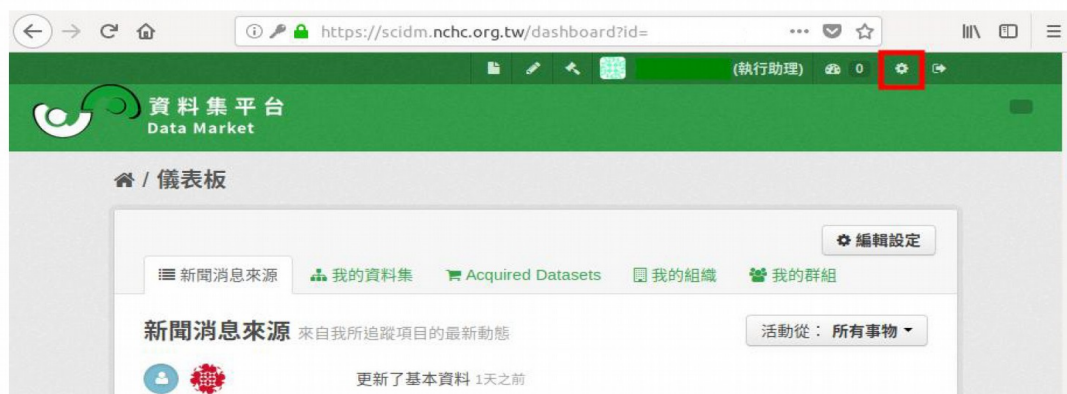 https://scidm.nchc.org.tw/dashboard?id=
(執行助理) 0
資料集平台
Data Market
/ 儀表板
編輯設定
新聞消息來源 我的資料集 Acquired Datasets 我的組織 我的群組
新聞消息來源 來自我所追蹤項目的最新動態 活動從： 所有事物
更新了基本資料 1天之前